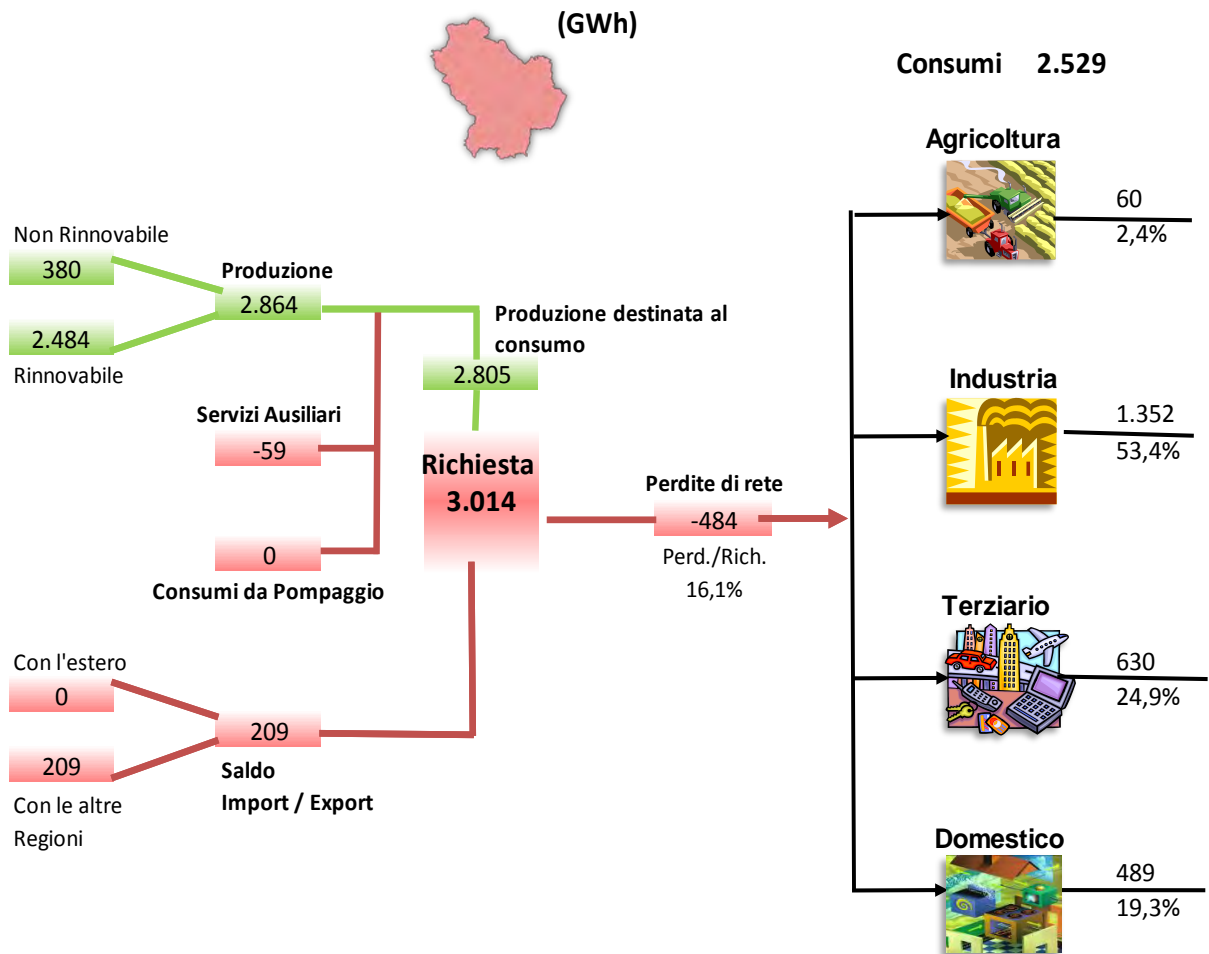 (GWh)
Consumi 2.529
Agricoltura
60
2,4%
Non Rinnovabile
380
Produzione
2.864
2.484
Rinnovabile
Produzione destinata al
consumo
2.805
Servizi Ausiliari
-59
Richiesta
3.014
0
Consumi da Pompaggio
Perdite di rete
-484
Perd./Rich.
16,1%
Industria
1.352
53,4%
Terziario
630
24,9%
Con l'estero
0
209
Con le altre
Regioni
209
Saldo
Import / Export
Domestico
489
19,3%